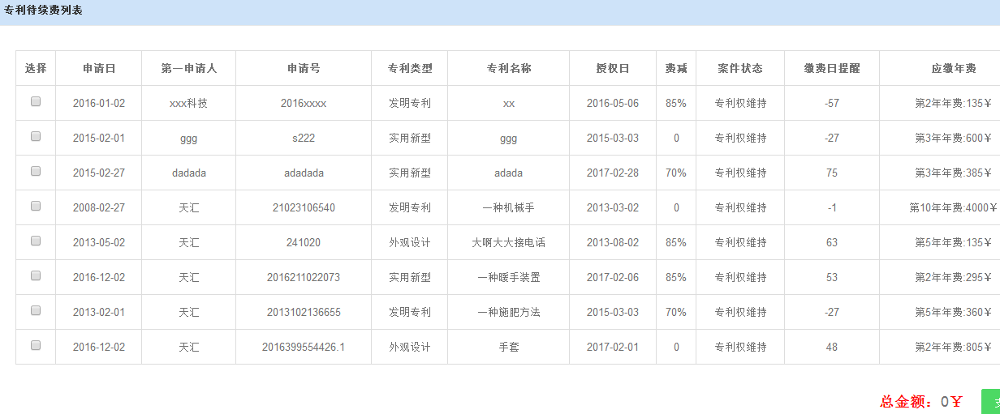 专利待续费列表
选择 申请日 第一申请人 申请号 专利类型 专利名称 授权日 费减 案件状态 缴费日提醒 应缴年费
2016-01-02 xxx科技 2016xxxx 发明专利 xx 2016-05-06 85% 专利权维持 -57 第2年年费:135¥
2015-02-01 ggg s222 实用新型 ggg 2015-03-03 0 专利权维持 -27 第3年年费:600¥
2015-02-27 dadada adadada 实用新型 adada 2017-02-28 70% 专利权维持 75 第3年年费:385¥
2008-02-27 天汇 21023106540 发明专利 一种机械手 2013-03-02 0 专利权维持 -1 第10年年费:4000¥
2013-05-02 天汇 241020 外观设计 大啊大大接电话 2013-08-02 85% 专利权维持 63 第5年年费:135¥
2016-12-02 天汇 2016211022073 实用新型 一种暖手装置 2017-02-06 85% 专利权维持 53 第2年年费:295¥
2013-02-01 天汇 2013102136655 发明专利 一种施肥方法 2015-03-03 70% 专利权维持 -27 第5年年费:360¥
2016-12-02 天汇 2016399554426.1 外观设计 手套 2017-02-01 0 专利权维持 48 第2年年费:805¥
总金额：0¥